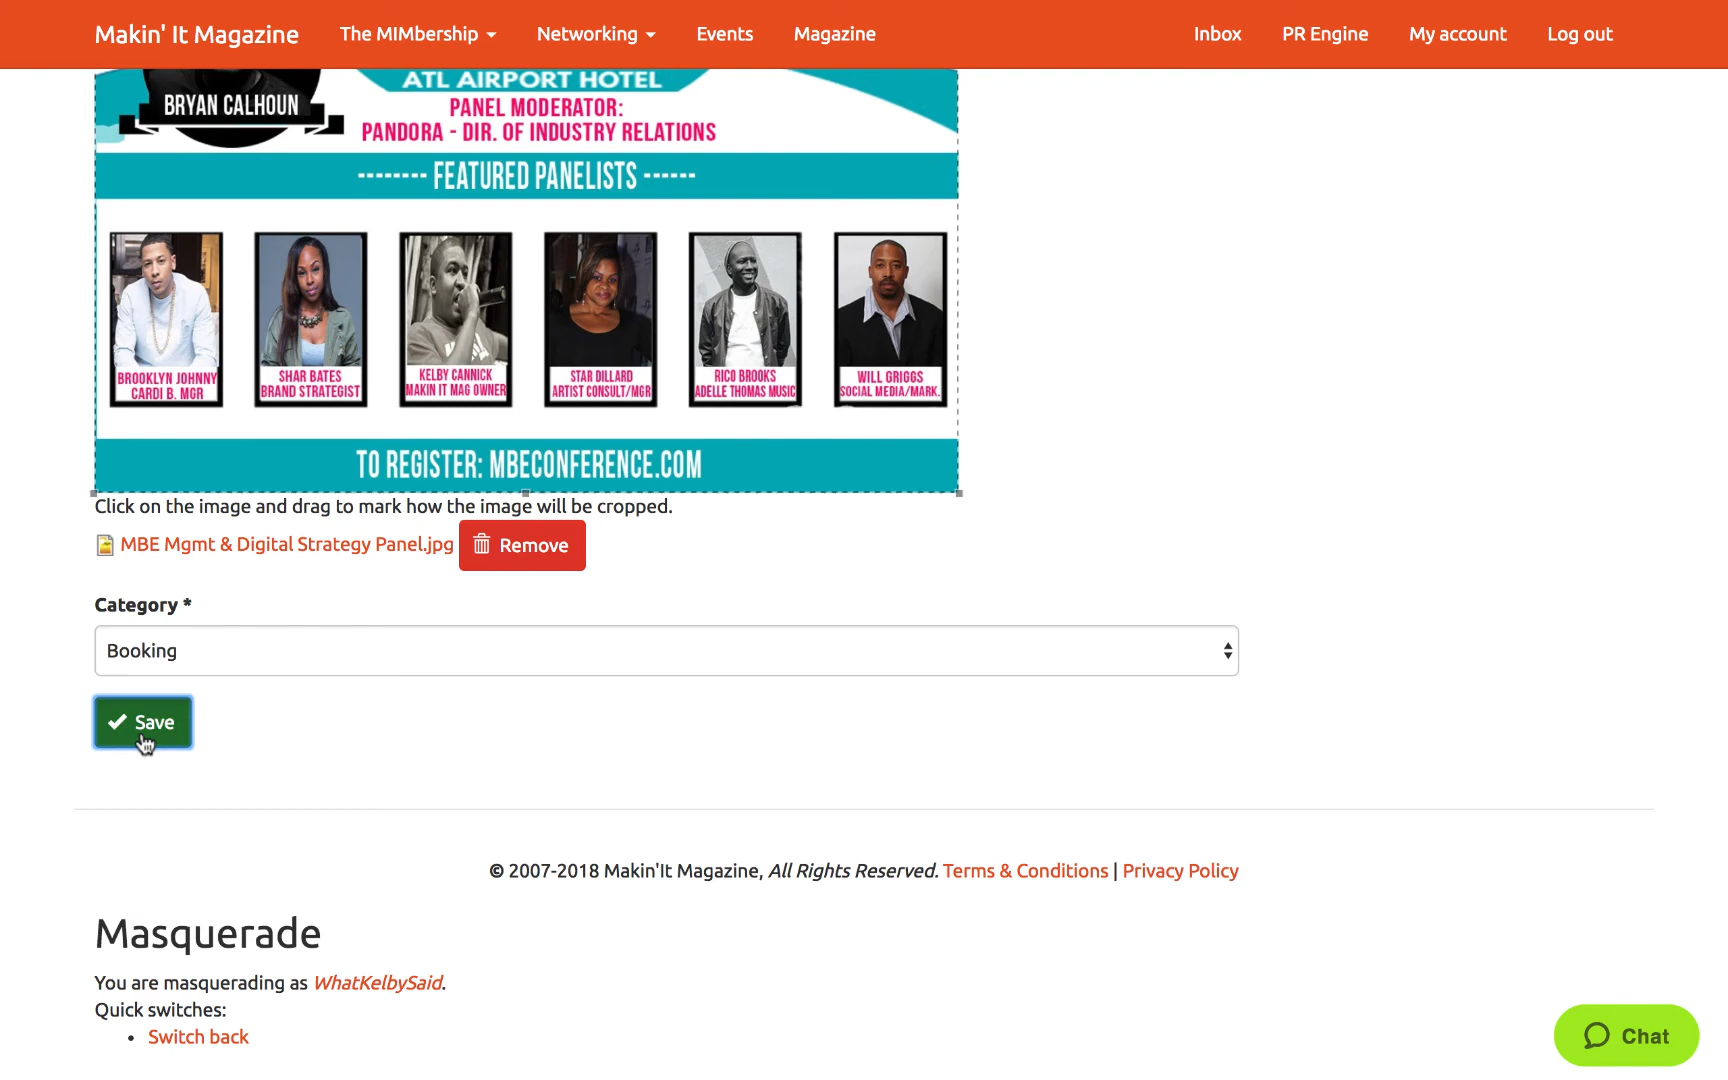 Makin' It Magazine The MIMbership Networking Events Magazine Inbox PR Engine My account Log out
ATL AIRPORT HOTEL
BRYAN CALHOUN
PANEL MODERATOR:
PANDORA - DIR. OF INDUSTRY RELATIONS
-------- FEATURED PANELISTS ------
BROOKLYN JOHNNY
CARDI B. MGR
SHAR BATES
BRAND STRATEGIST
KELBY CANNICK
MAKIN IT MAG OWNER
STAR DILLARD
ARTIST CONSULT/MGR
RICO BROOKS
ADELLE THOMAS MUSIC
WILL GRIGGS
SOCIAL MEDIA/MARK.
TO REGISTER: MBECONFERENCE.COM
Click on the image and drag to mark how the image will be cropped.
MBE Mgmt & Digital Strategy Panel.jpg Remove
Category *
Booking
Save
© 2007-2018 Makin'It Magazine, All Rights Reserved. Terms & Conditions | Privacy Policy
Masquerade
You are masquerading as WhatKelbySaid.
Quick switches:
• Switch back
Chat